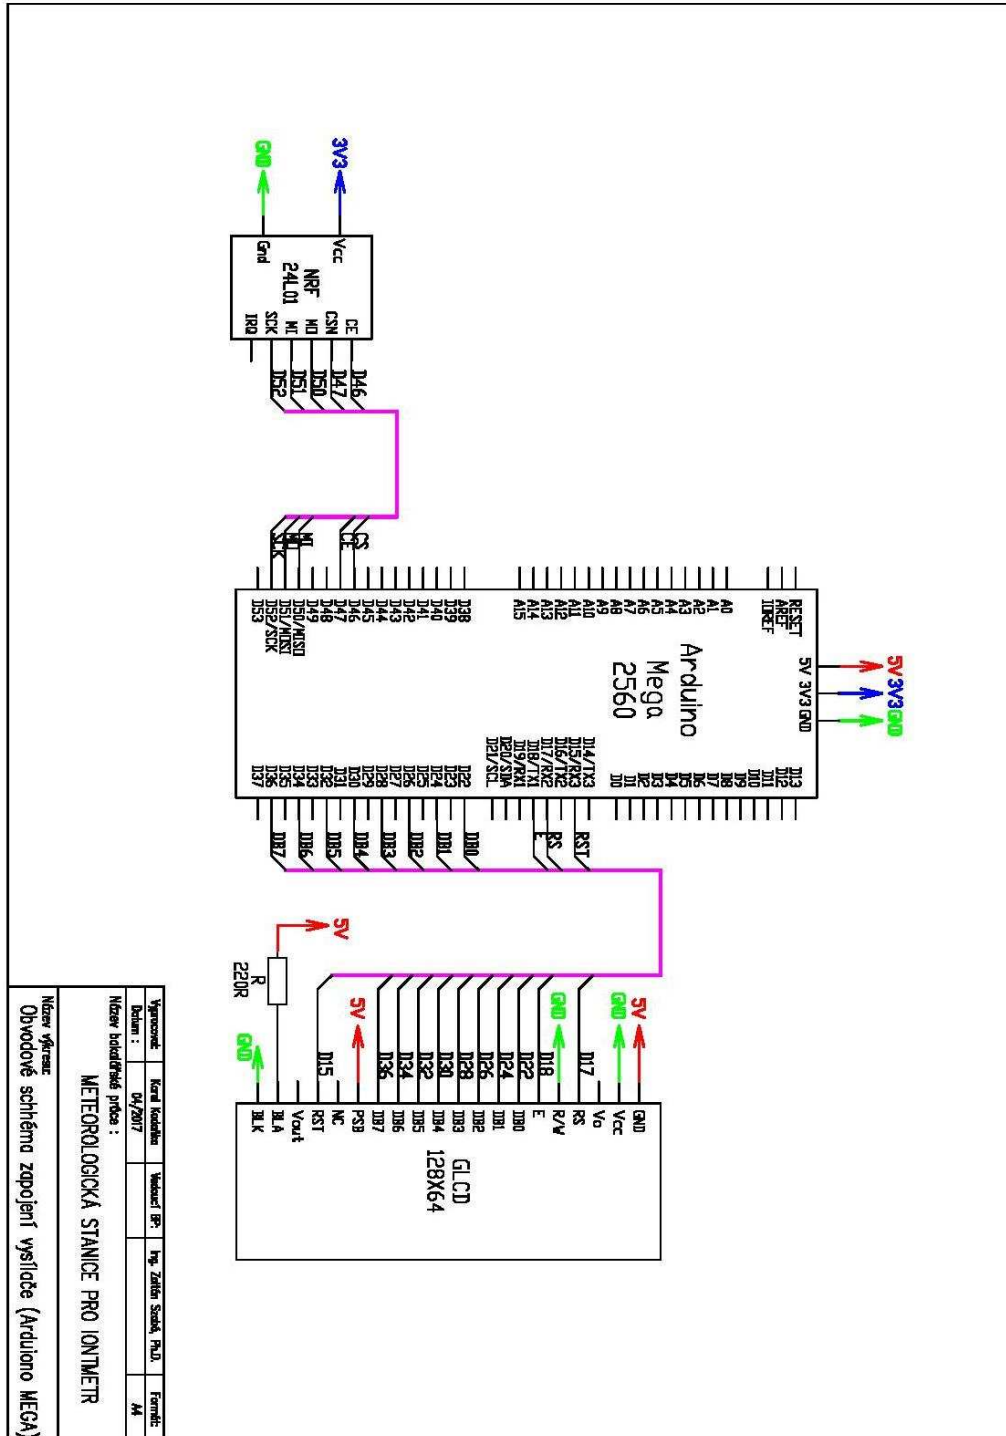 GND
3V3
Gnd
Vcc
NRF
24L01
IRQ
SCK
MI
MO
CSN
CE
D52
D51
D50
D47
D46
SCK
MO
MI
CE
CS
D53
D52/SCK
D51/MOSI
D50/MISO
D49
D48
D47
D46
D45
D44
D43
D42
D41
D40
D39
D38
A15
A14
A13
A12
A11
A10
A9
A8
A7
A6
A5
A4
A3
A2
A1
A0
IOREF
AREF
RESET
Arduino
Mega
2560
5V
3V3
GND
5V
3V3
GND
D37
D36
D35
D34
D33
D32
D31
D30
D29
D28
D27
D26
D25
D24
D23
D22
D21/SCL
D20/SDA
D19/RX1
D18/TX1
D17/RX2
D16/TX2
D15/RX3
D14/TX3
D0
D1
D2
D3
D4
D5
D6
D7
D8
D9
D10
D11
D12
D13
DB7
DB6
DB5
DB4
DB3
DB2
DB1
DB0
E
RS
RST
5V
R
220R
GND
5V
GND
GND
5V
D15
D36
D34
D32
D30
D28
D26
D24
D22
D18
D17
BLK
BLA
Vout
RST
NC
PSB
DB7
DB6
DB5
DB4
DB3
DB2
DB1
DB0
E
R/W
RS
Vo
Vcc
GND
GLCD
128X64
Vypracoval: Karel Vedoucí BP: Ing. Zoltán Szabó, Ph.D. Formát:
Datum : 04/2017 A4
Název bakalářské práce :
METEOROLOGICKÁ STANICE PRO IONTMETR
Název výkresu:
Obvodové schhéma zapojení vysílače (Arduiono MEGA)